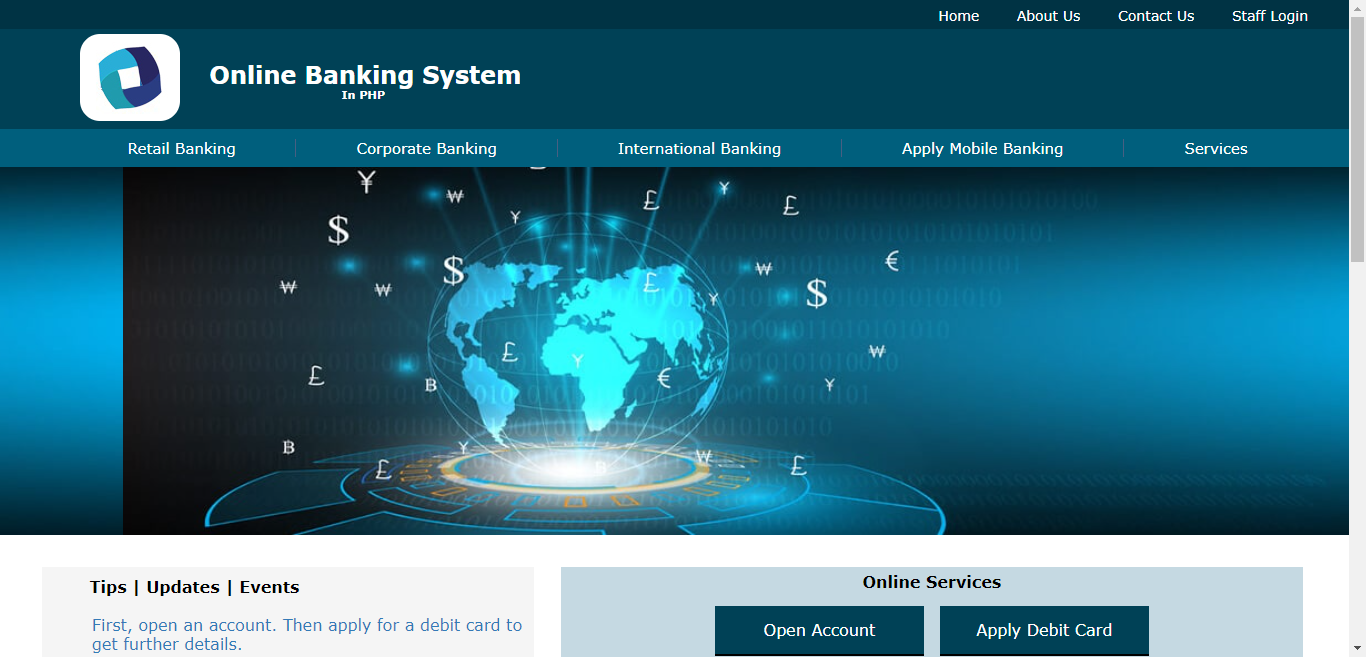 Home About Us Contact Us Staff Login
Online Banking System
In PHP
Retail Banking Corporate Banking International Banking Apply Mobile Banking Services
Tips | Updates | Events
First, open an account. Then apply for a debit card to
get further details.
Online Services
Open Account Apply Debit Card